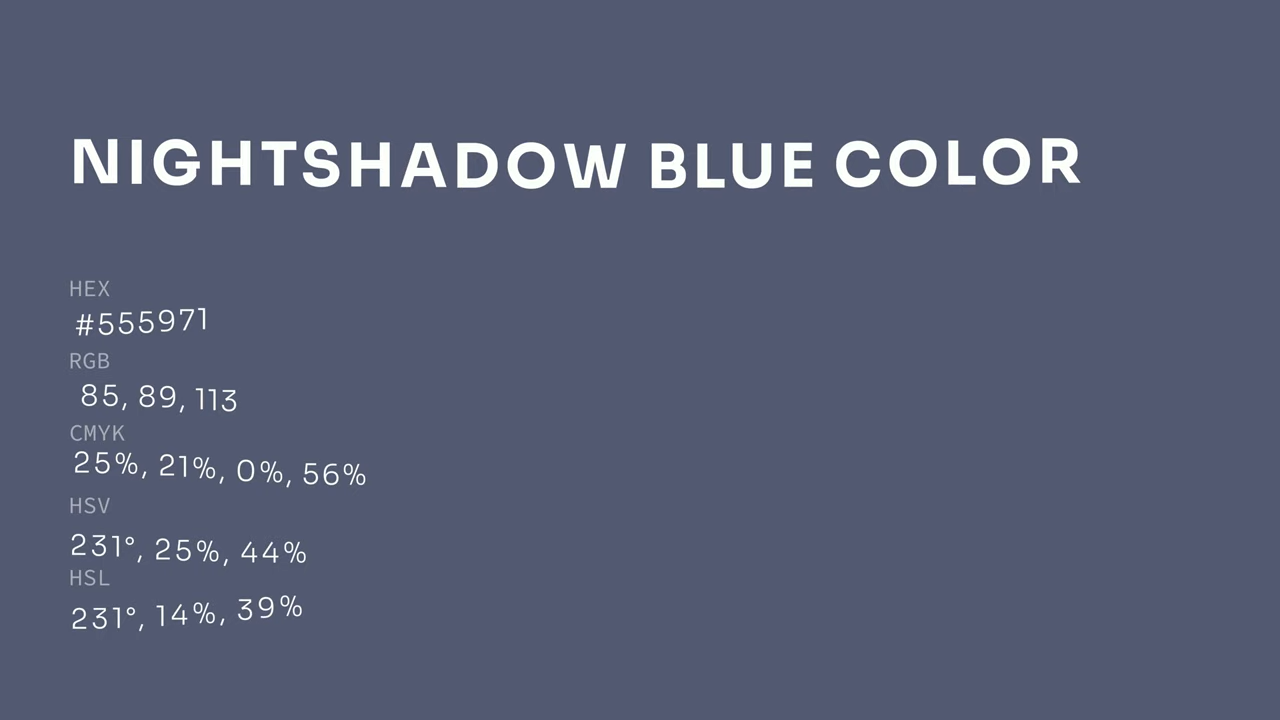 NIGHTSHADOW BLUE COLOR
HEX
#555971
RGB
85, 89, 113
CMYK
25%, 21%, 0%, 56%
HSV
231°, 25%, 44%
HSL
231°, 14%, 39%